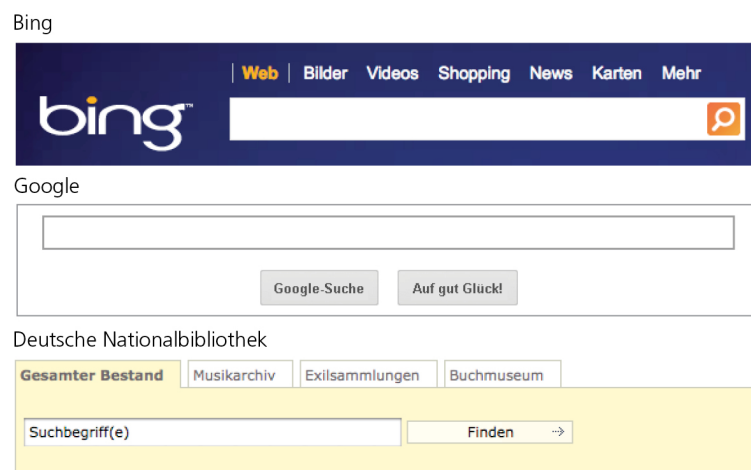 Bing
Web Bilder Videos Shopping News Karten Mehr
bing™
Google
Google-Suche Auf gut Glück!
Deutsche Nationalbibliothek
Gesamter Bestand Musikarchiv Exilsammlungen Buchmuseum
Suchbegriff(e) Finden